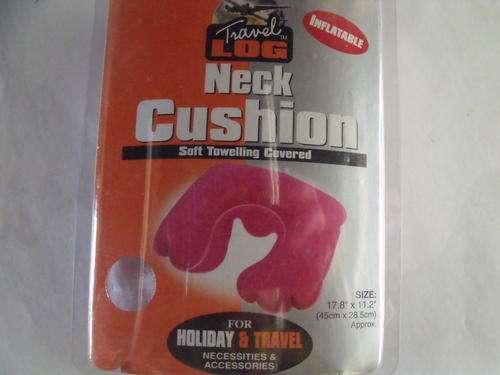 Travel
LOG™
INFLATABLE
Neck
Cushion
Soft Towelling Covered
SIZE:
17.8" x 11.2"
(45cm x 28.5cm)
Approx.
FOR
HOLIDAY & TRAVEL
NECESSITIES &
ACCESSORIES!